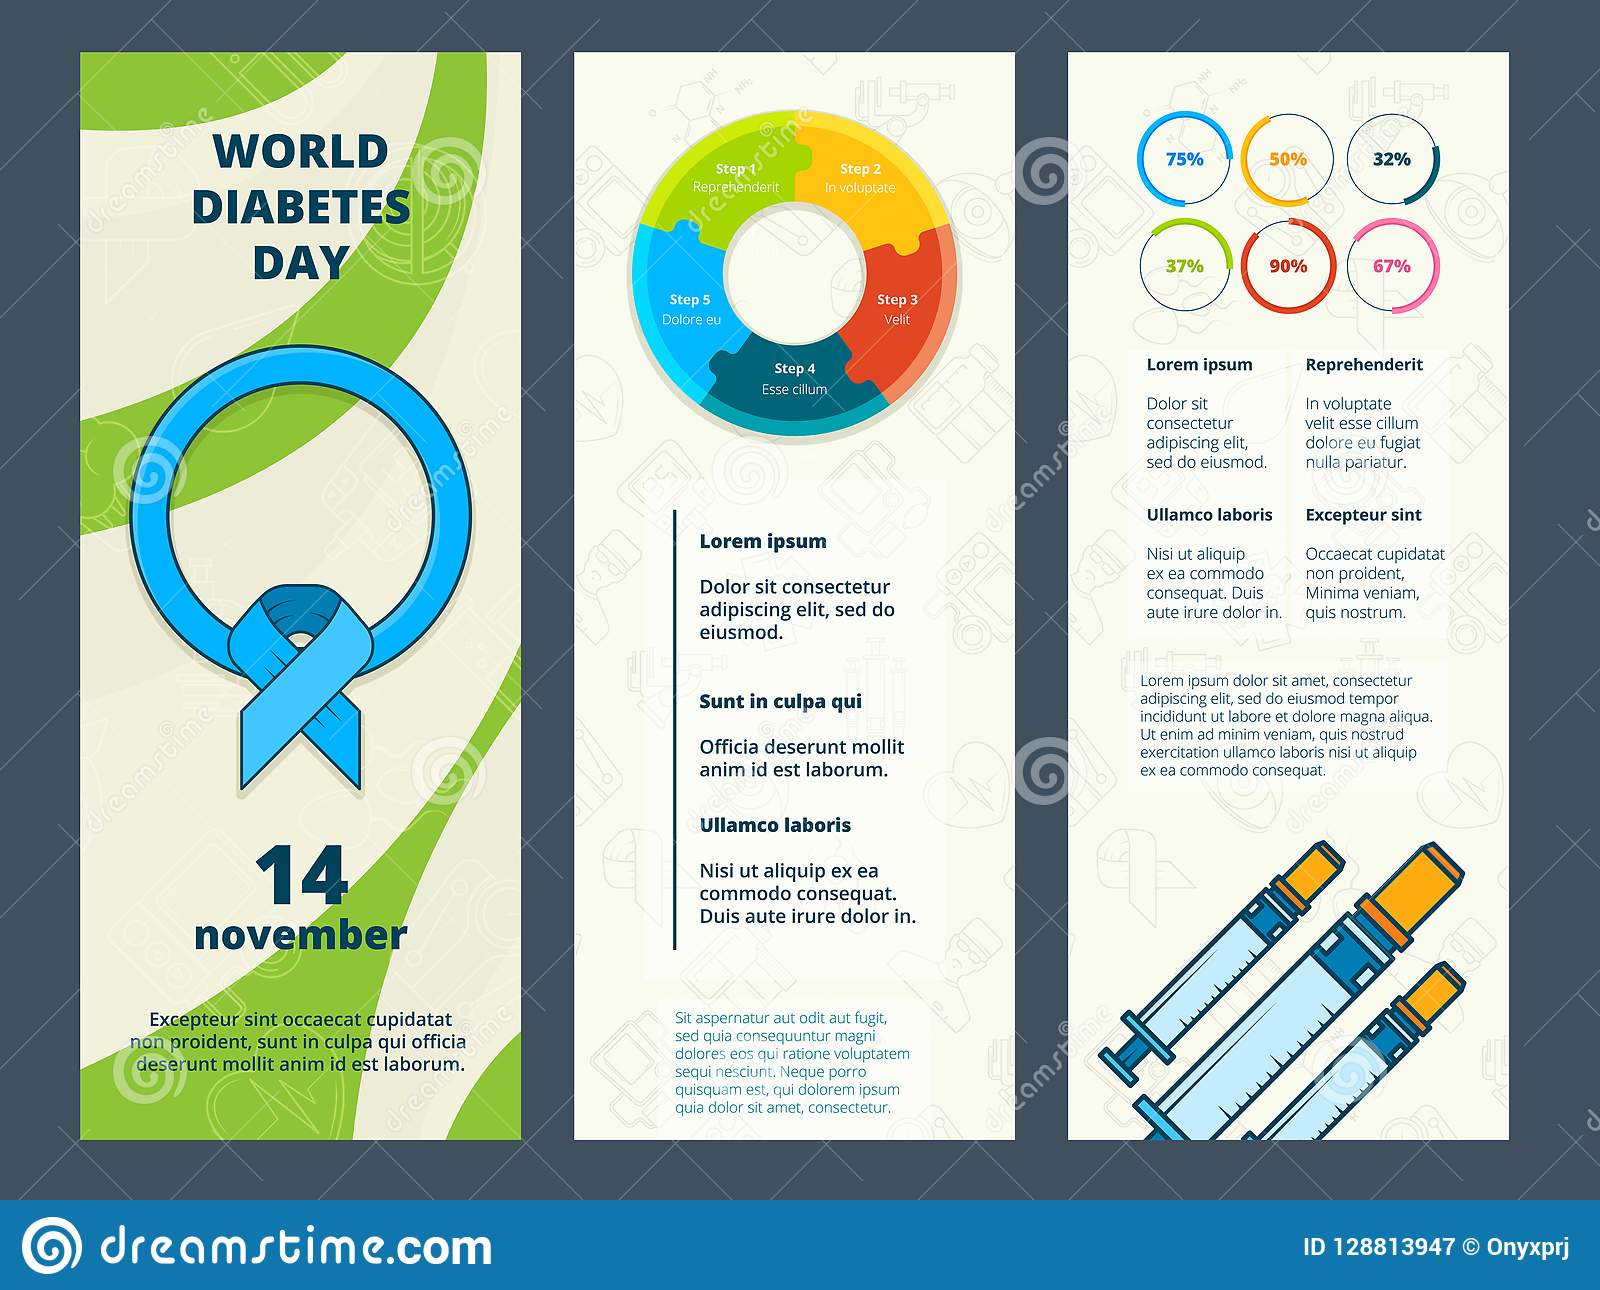 WORLD
DIABETES
DAY
14
november
Excepteur sint occaecat cupidatat
non proident, sunt in culpa qui officia
deserunt mollit anim id est laborum.
Step 1
Reprehenderit
Step 2
In voluptate
Step 3
Velit
Step 4
Esse cillum
Step 5
Dolore eu
Lorem ipsum
Dolor sit consectetur
adipiscing elit, sed do
eiusmod.
Sunt in culpa qui
Officia deserunt mollit
anim id est laborum.
Ullamco laboris
Nisi ut aliquip ex ea
commodo consequat.
Duis aute irure dolor in.
Sit aspernatur aut odit aut fugit,
sed quia consequuntur magni
dolores eos qui ratione voluptatem
sequi nesciunt. Neque porro
quisquam est, qui dolorem ipsum
quia dolor sit amet, consectetur.
75%
50%
32%
37%
90%
67%
Lorem ipsum
Dolor sit
consectetur
adipiscing elit,
sed do eiusmod.
Reprehenderit
In voluptate
velit esse cillum
dolore eu fugiat
nulla pariatur.
Ullamco laboris
Nisi ut aliquip
ex ea commodo
consequat. Duis
aute irure dolor in.
Excepteur sint
Occaecat cupidatat
non proident,
Minima veniam,
quis nostrum.
Lorem ipsum dolor sit amet, consectetur
adipiscing elit, sed do eiusmod tempor
incididunt ut labore et dolore magna aliqua.
Ut enim ad minim veniam, quis nostrud
exercitation ullamco laboris nisi ut aliquip
ex ea commodo consequat.
dreamstime.com
ID 128813947 © Onyxprj